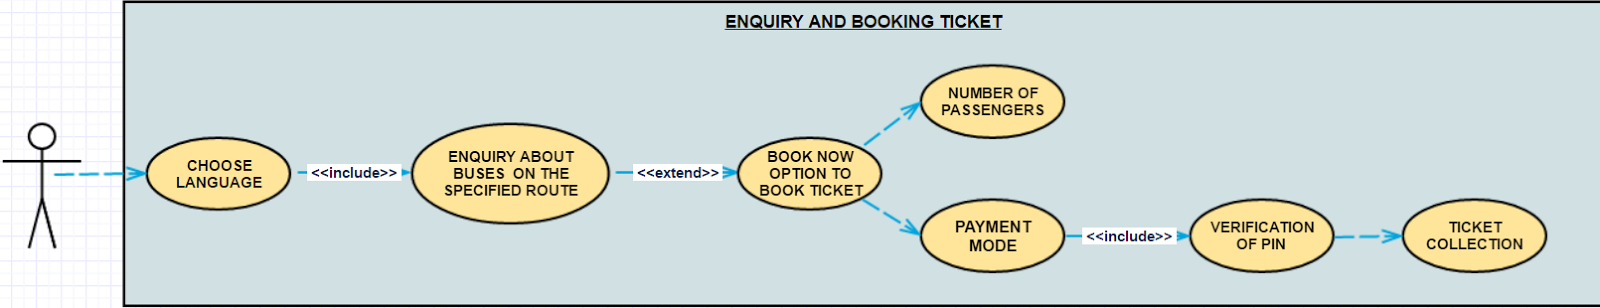 ENQUIRY AND BOOKING TICKET
CHOOSE
LANGUAGE
<<include>>
ENQUIRY ABOUT
BUSES ON THE
SPECIFIED ROUTE
<<extend>>
BOOK NOW
OPTION TO
BOOK TICKET
NUMBER OF
PASSENGERS
PAYMENT
MODE
<<include>>
VERIFICATION
OF PIN
TICKET
COLLECTION